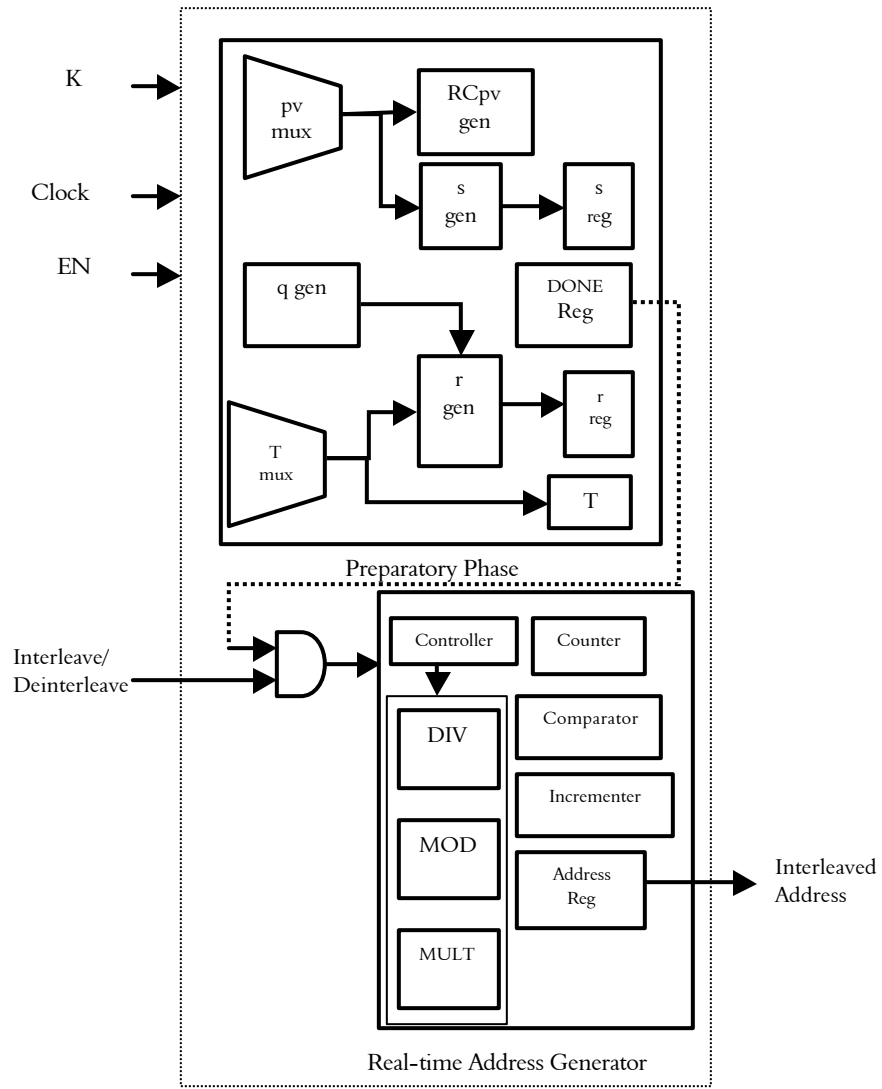 K
Clock
EN
pv
mux
RCpv
gen
s
gen
s
reg
q gen
DONE
Reg
r
gen
r
reg
T
mux
T
Preparatory Phase
Interleave/
Deinterleave
Controller
Counter
DIV
Comparator
Incrementer
MOD
Address
Reg
MULT
Interleaved
Address
Real-time Address Generator